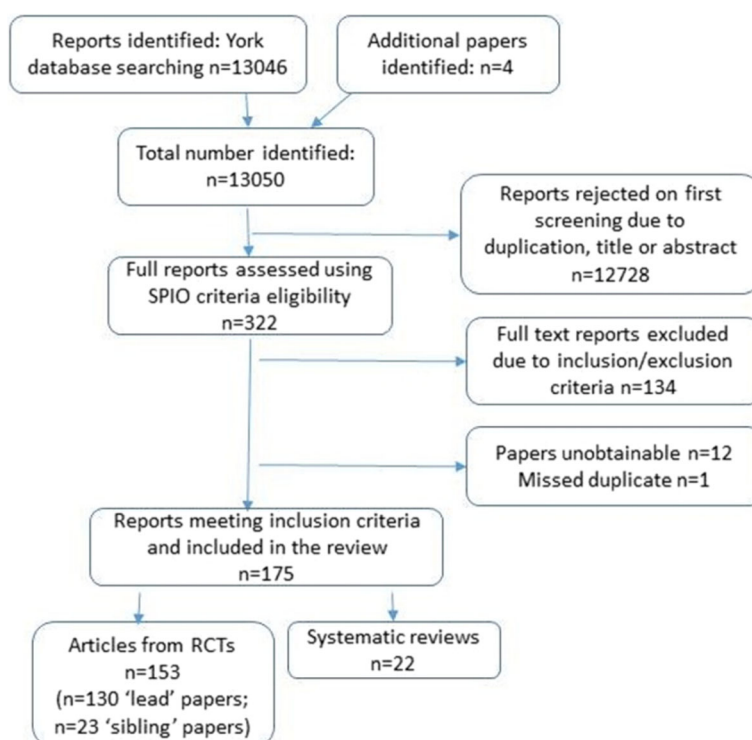 Reports identified: York
database searching n=13046
Additional papers
identified: n=4
Total number identified:
n=13050
Reports rejected on first
screening due to
duplication, title or abstract
n=12728
Full reports assessed using
SPIO criteria eligibility
n=322
Full text reports excluded
due to inclusion/exclusion
criteria n=134
Papers unobtainable n=12
Missed duplicate n=1
Reports meeting inclusion criteria
and included in the review
n=175
Articles from RCTs
n=153
(n=130 ‘lead’ papers;
n=23 ‘sibling’ papers)
Systematic reviews
n=22